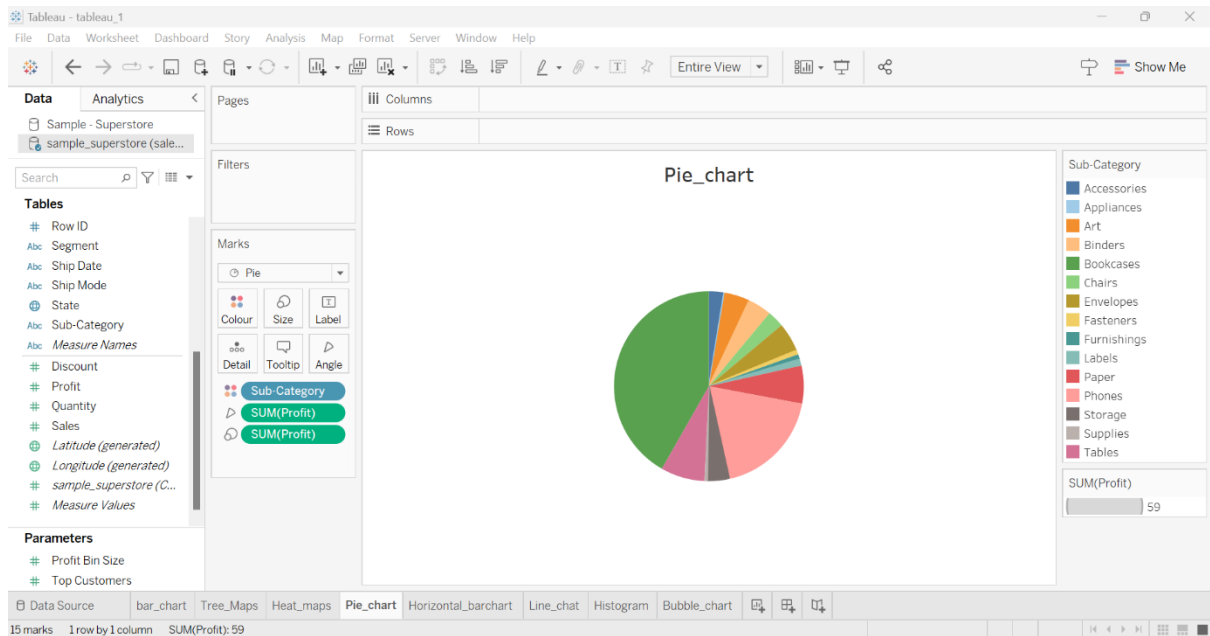 Tableau - tableau_1
File Data Worksheet Dashboard Story Analysis Map Format Server Window Help
Entire View
Show Me
Data Analytics
Sample - Superstore
sample_superstore (sale...
Search
Tables
# Row ID
Abc Segment
Abc Ship Date
Abc Ship Mode
State
Abc Sub-Category
Abc Measure Names
# Discount
# Profit
# Quantity
# Sales
Latitude (generated)
Longitude (generated)
# sample_superstore (C...
# Measure Values
Parameters
# Profit Bin Size
# Top Customers
Pages
Filters
Marks
Pie
Colour Size Label
Detail Tooltip Angle
Sub-Category
SUM(Profit)
SUM(Profit)
Columns
Rows
Pie_chart
Sub-Category
Accessories
Appliances
Art
Binders
Bookcases
Chairs
Envelopes
Fasteners
Furnishings
Labels
Paper
Phones
Storage
Supplies
Tables
SUM(Profit)
59
Data Source bar_chart Tree_Maps Heat_maps Pie_chart Horizontal_barchart Line_chat Histogram Bubble_chart
15 marks 1 row by 1 column SUM(Profit): 59